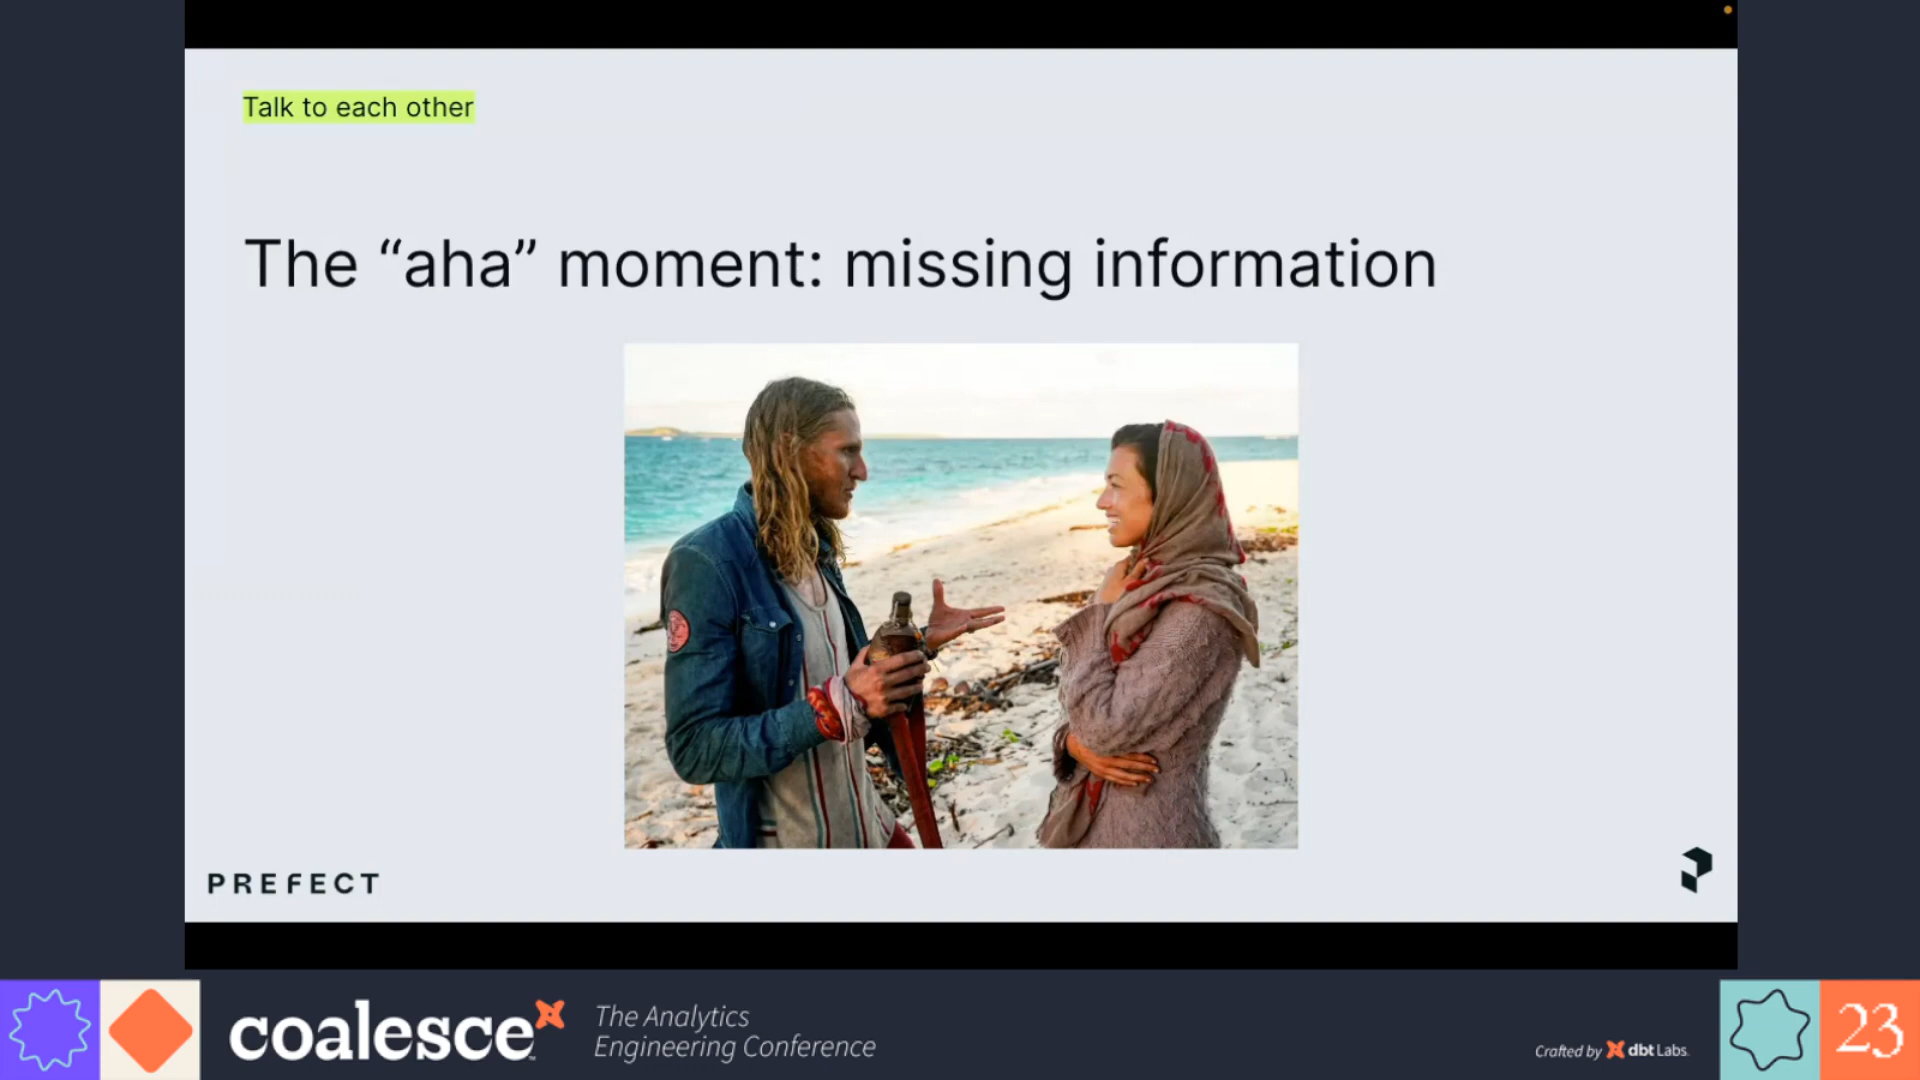 Talk to each other
The “aha” moment: missing information
PREFECT
coalesce
The Analytics
Engineering Conference
Crafted by dbt Labs
23